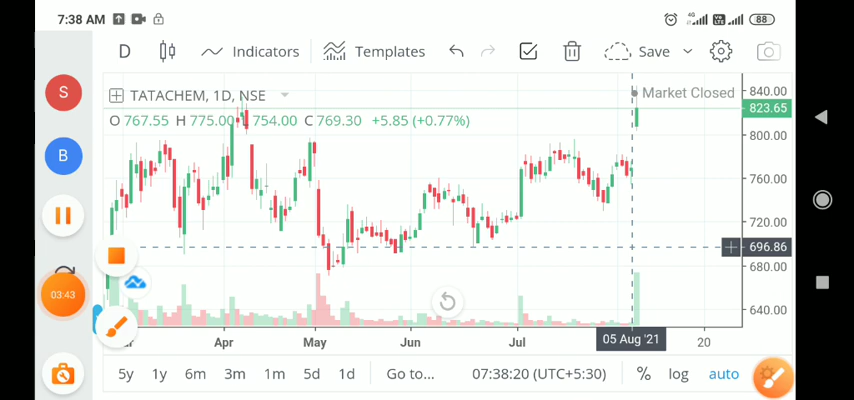 7:38 AM 4G 88
D Indicators Templates Save
S
B
TATACHEM, 1D, NSE
Market Closed
O 767.55 H 775.00 L 754.00 C 769.30 +5.85 (+0.77%)
840.00
823.65
800.00
760.00
720.00
696.86
680.00
640.00
03:43
Apr May Jun Jul 05 Aug '21 20
5y 1y 6m 3m 1m 5d 1d Go to... 07:38:20 (UTC+5:30) % log auto